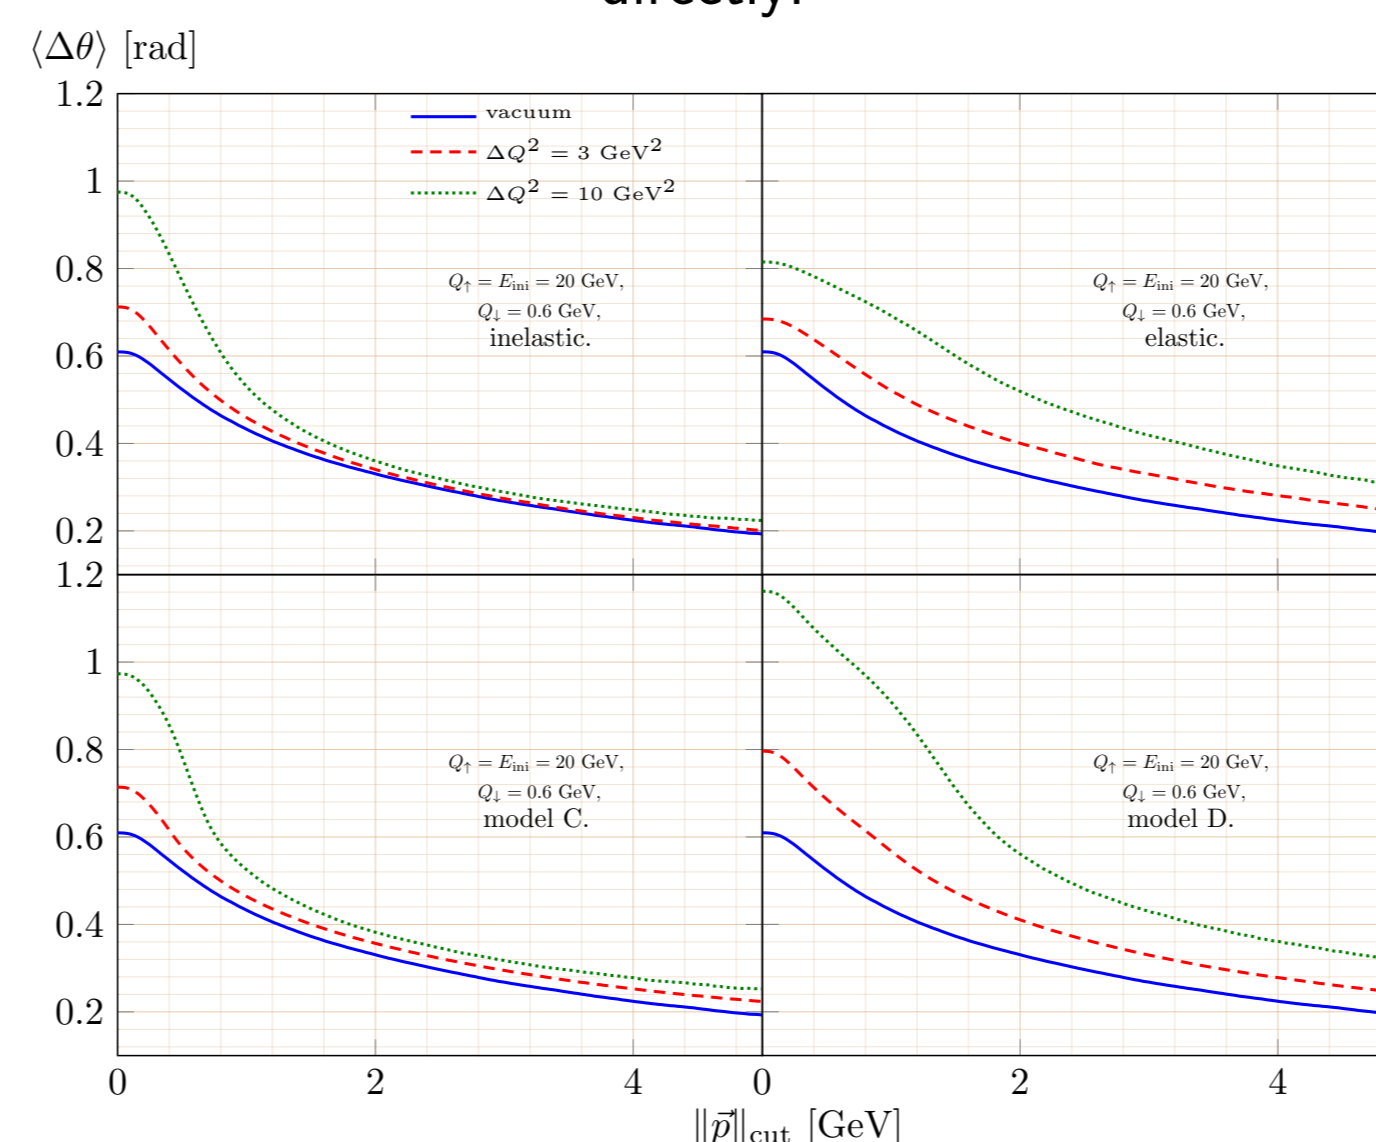 directly.
⟨Δθ⟩ [rad]
1.2
1
0.8
0.6
0.4
0.2
vacuum
ΔQ² = 3 GeV²
ΔQ² = 10 GeV²
Q↑ = E_ini = 20 GeV,
Q↓ = 0.6 GeV,
inelastic.
Q↑ = E_ini = 20 GeV,
Q↓ = 0.6 GeV,
elastic.
1.2
1
0.8
0.6
0.4
0.2
Q↑ = E_ini = 20 GeV,
Q↓ = 0.6 GeV,
model C.
Q↑ = E_ini = 20 GeV,
Q↓ = 0.6 GeV,
model D.
0 2 4 0 2 4
‖p⃗‖_cut [GeV]